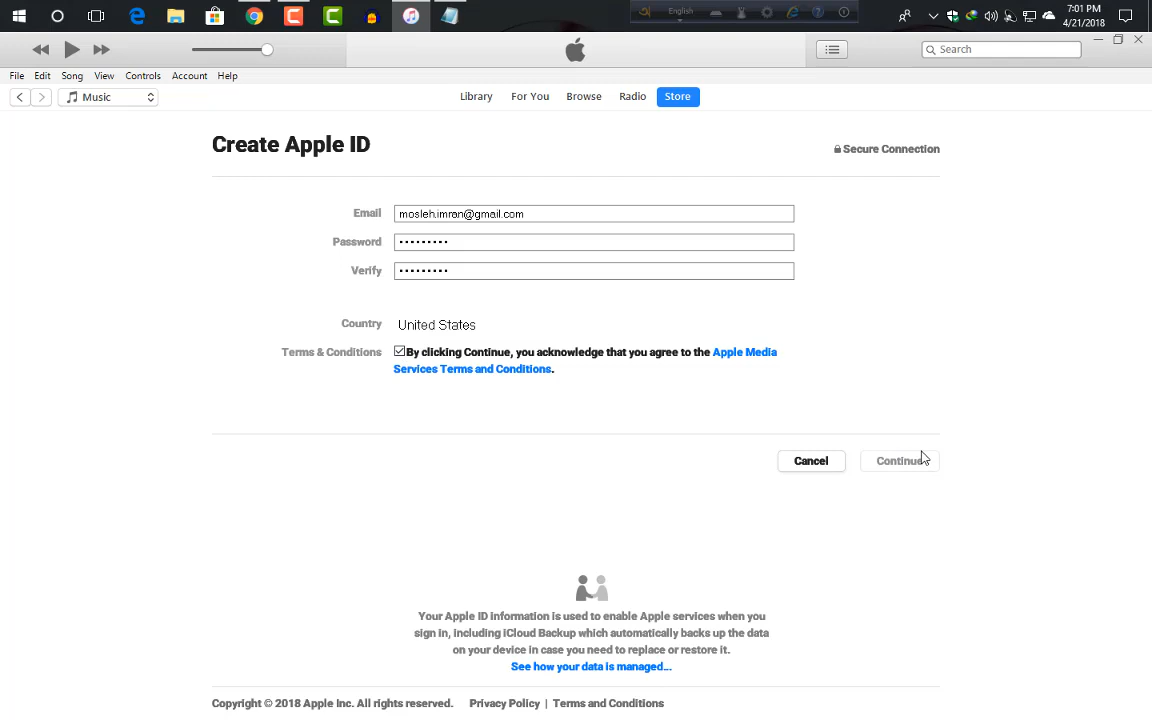 English
7:01 PM
4/21/2018
Search
File Edit Song View Controls Account Help
Music
Library For You Browse Radio Store
Create Apple ID
Secure Connection
Email mosleh.imran@gmail.com
Password •••••••••
Verify •••••••••
Country United States
Terms & Conditions By clicking Continue, you acknowledge that you agree to the Apple Media
Services Terms and Conditions.
Cancel Continue
Your Apple ID information is used to enable Apple services when you
sign in, including iCloud Backup which automatically backs up the data
on your device in case you need to replace or restore it.
See how your data is managed...
Copyright © 2018 Apple Inc. All rights reserved. Privacy Policy | Terms and Conditions